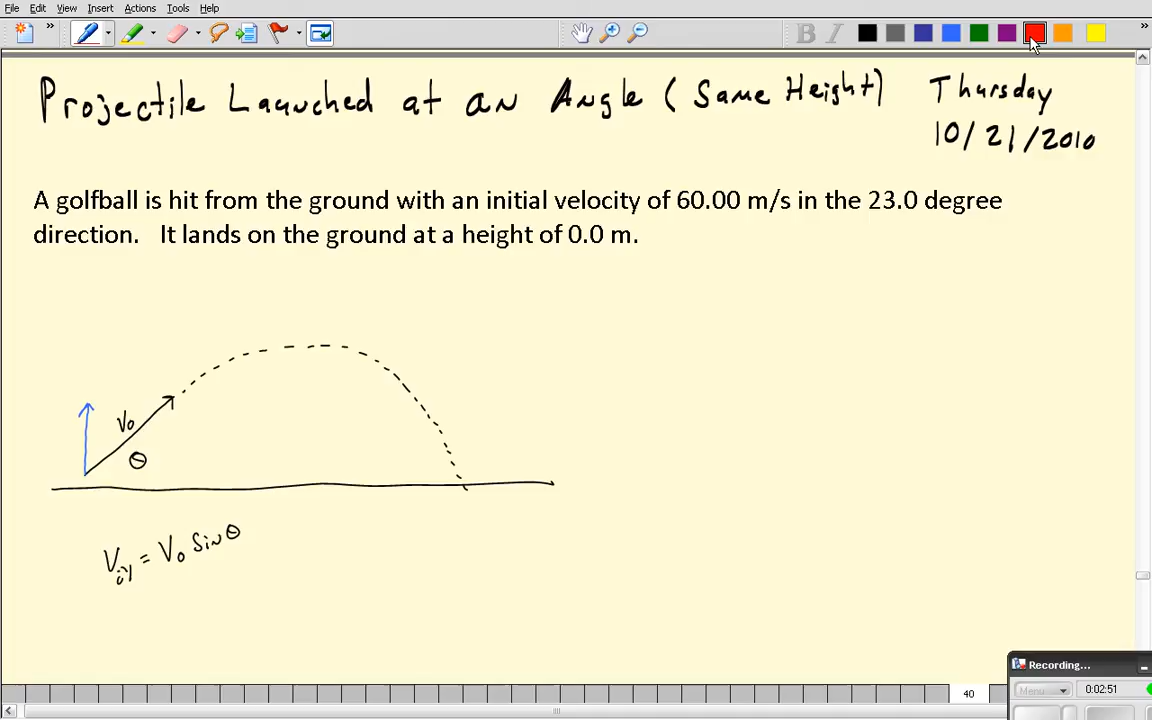 File Edit View Insert Actions Tools Help
» B I »
Projectile Launched at an Angle (Same Height)
Thursday
10/21/2010
A golfball is hit from the ground with an initial velocity of 60.00 m/s in the 23.0 degree
direction. It lands on the ground at a height of 0.0 m.
V₀
Θ
Vᵢy = V₀ Sin Θ
Recording...
40
Menu
0:02:51